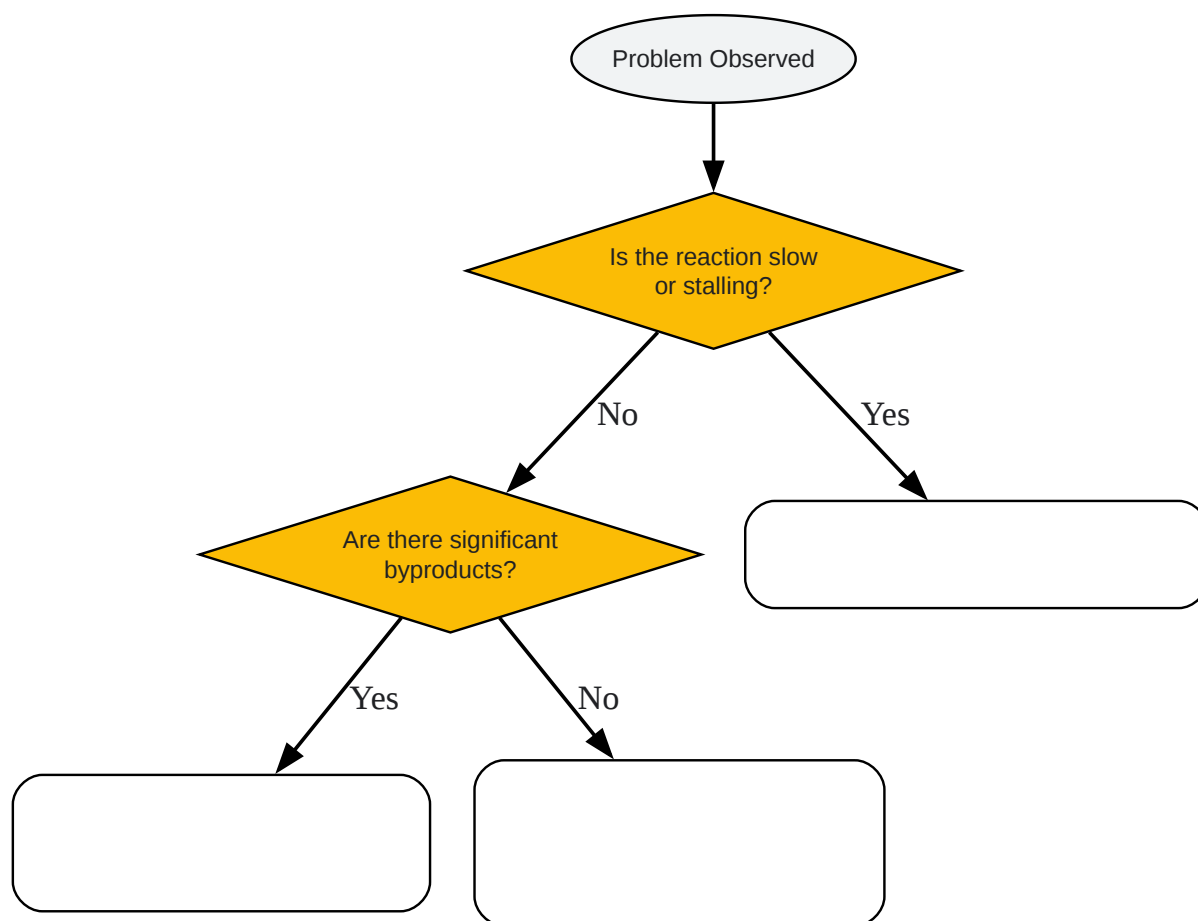 Problem Observed
Is the reaction slow
or stalling?
No
Yes
Are there significant
byproducts?
Yes
No